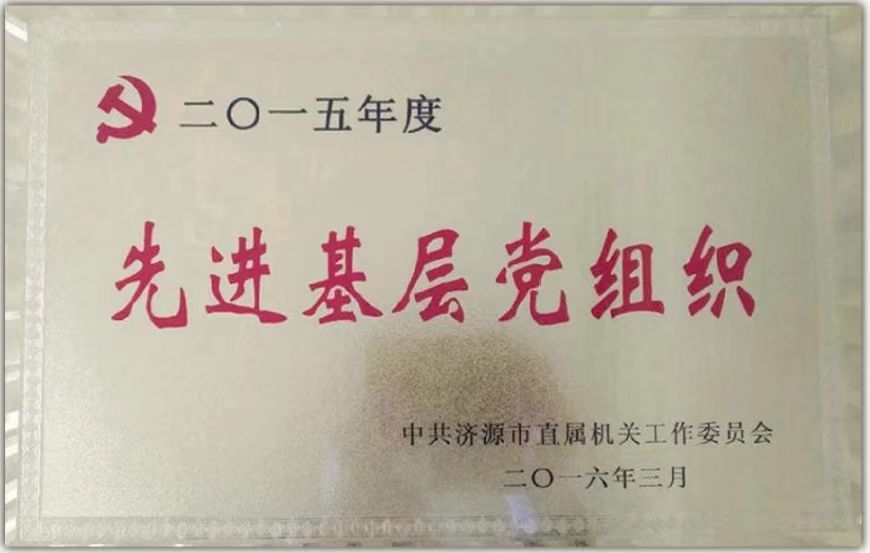 二〇一五年度
先进基层党组织
中共济源市直属机关工作委员会
二〇一六年三月